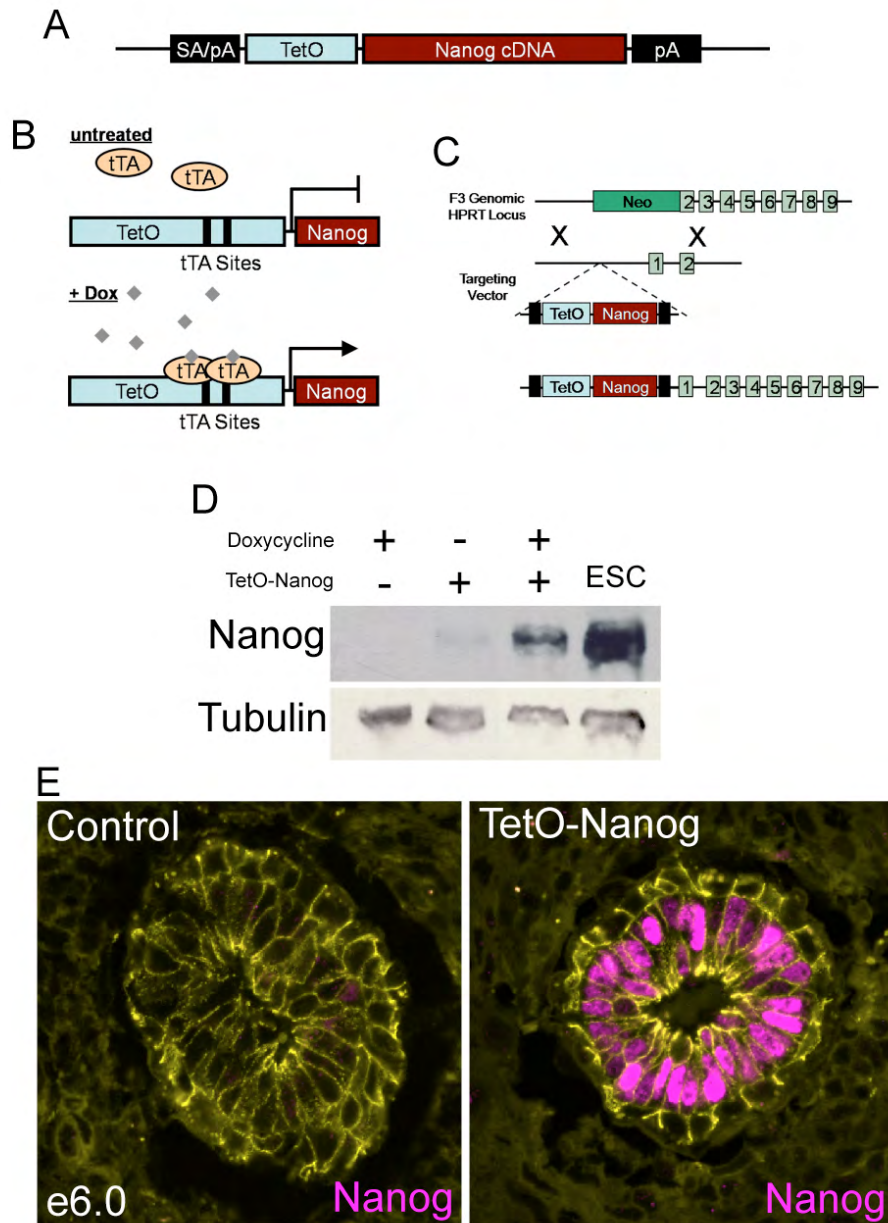 A
SA/pA TetO Nanog cDNA pA
B
untreated
tTA tTA
TetO Nanog
tTA Sites
+ Dox
tTA tTA
TetO Nanog
tTA Sites
C
F3 Genomic
HPRT Locus
Neo 2 3 4 5 6 7 8 9
X X
1 2
Targeting
Vector
TetO Nanog
TetO Nanog 1 2 3 4 5 6 7 8 9
D
Doxycycline + - +
TetO-Nanog - + + ESC
Nanog
Tubulin
E
Control
e6.0 Nanog
TetO-Nanog
Nanog